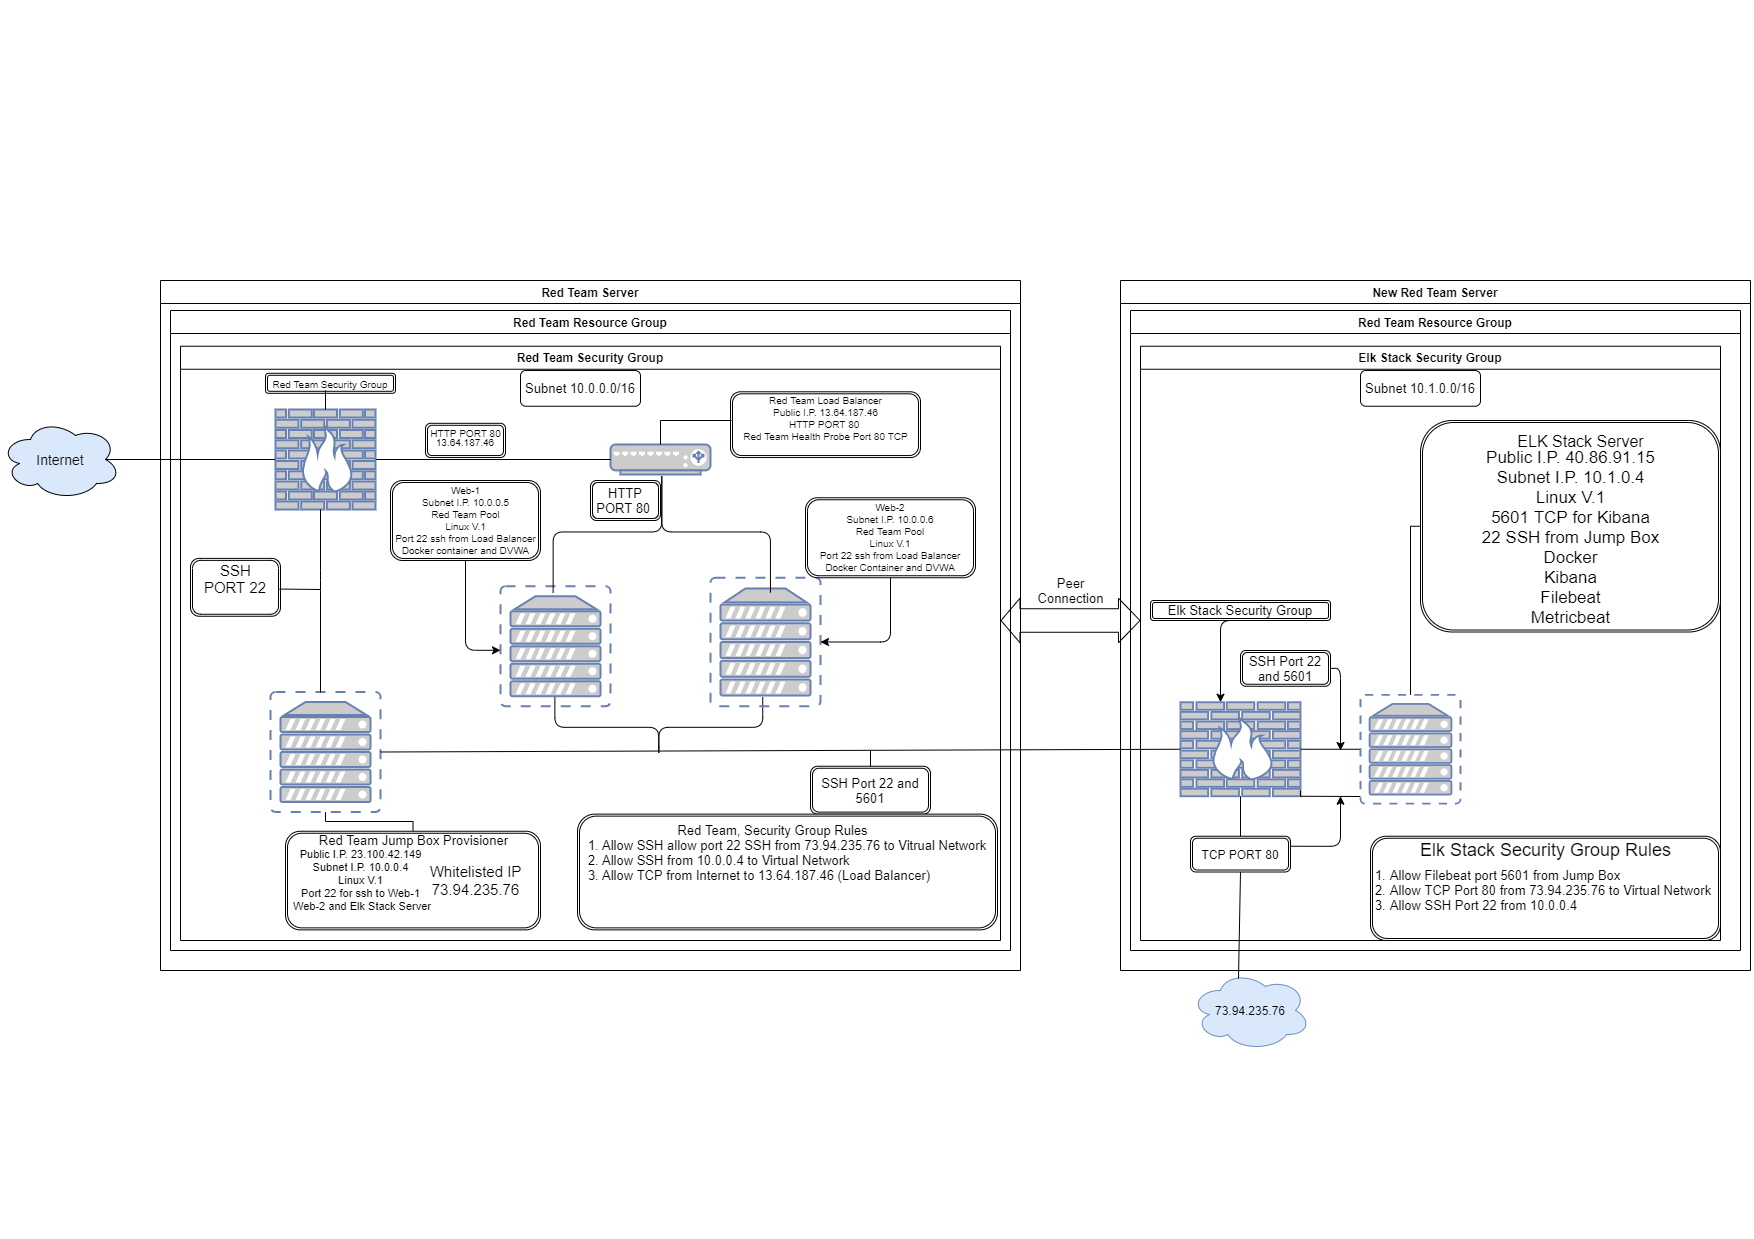 Red Team Server
Red Team Resource Group
Red Team Security Group
Subnet 10.0.0.0/16
Red Team Security Group
Internet
HTTP PORT 80
13.64.187.46
Red Team Load Balancer
Public I.P. 13.64.187.46
HTTP PORT 80
Red Team Health Probe Port 80 TCP
HTTP
PORT 80
Web-1
Subnet I.P. 10.0.0.5
Red Team Pool
Linux V.1
Port 22 ssh from Load Balancer
Docker container and DVWA
Web-2
Subnet I.P. 10.0.0.6
Red Team Pool
Linux V.1
Port 22 ssh from Load Balancer
Docker Container and DVWA
SSH
PORT 22
SSH Port 22 and
5601
Red Team Jump Box Provisioner
Public I.P. 23.100.42.149
Subnet I.P. 10.0.0.4
Linux V.1
Port 22 for ssh to Web-1
Web-2 and Elk Stack Server
Whitelisted IP
73.94.235.76
Red Team, Security Group Rules
1. Allow SSH allow port 22 SSH from 73.94.235.76 to Vitrual Network
2. Allow SSH from 10.0.0.4 to Virtual Network
3. Allow TCP from Internet to 13.64.187.46 (Load Balancer)
Peer
Connection
New Red Team Server
Red Team Resource Group
Elk Stack Security Group
Subnet 10.1.0.0/16
ELK Stack Server
Public I.P. 40.86.91.15
Subnet I.P. 10.1.0.4
Linux V.1
5601 TCP for Kibana
22 SSH from Jump Box
Docker
Kibana
Filebeat
Metricbeat
Elk Stack Security Group
SSH Port 22
and 5601
TCP PORT 80
Elk Stack Security Group Rules
1. Allow Filebeat port 5601 from Jump Box
2. Allow TCP Port 80 from 73.94.235.76 to Virtual Network
3. Allow SSH Port 22 from 10.0.0.4
73.94.235.76